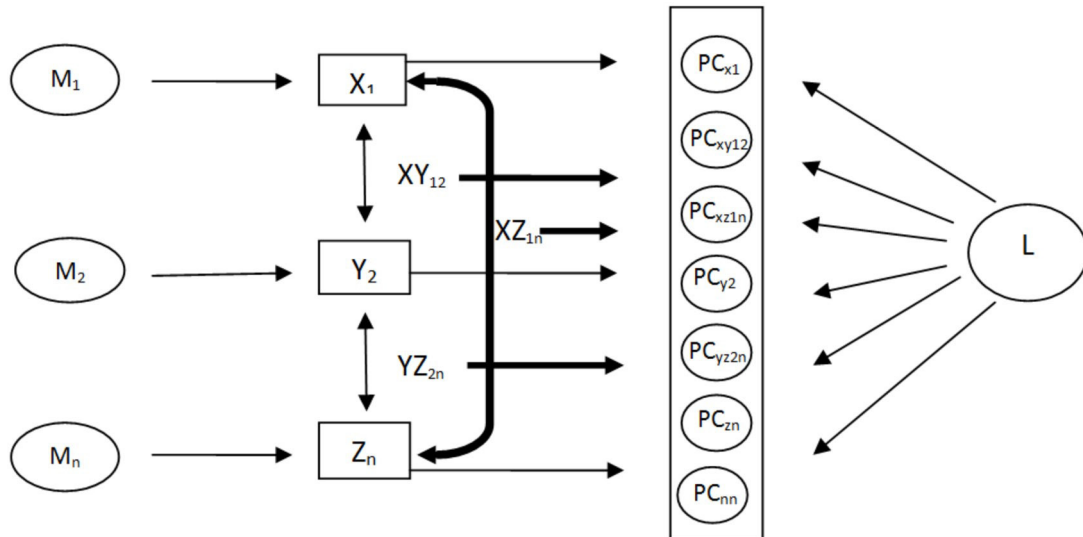 M₁
X₁
PCₓ₁
PCₓy₁₂
XY₁₂
PCₓz₁ₙ
XZ₁ₙ
L
M₂
Y₂
PCy₂
PCyz₂ₙ
YZ₂ₙ
PCzₙ
Mₙ
Zₙ
PCₙₙ